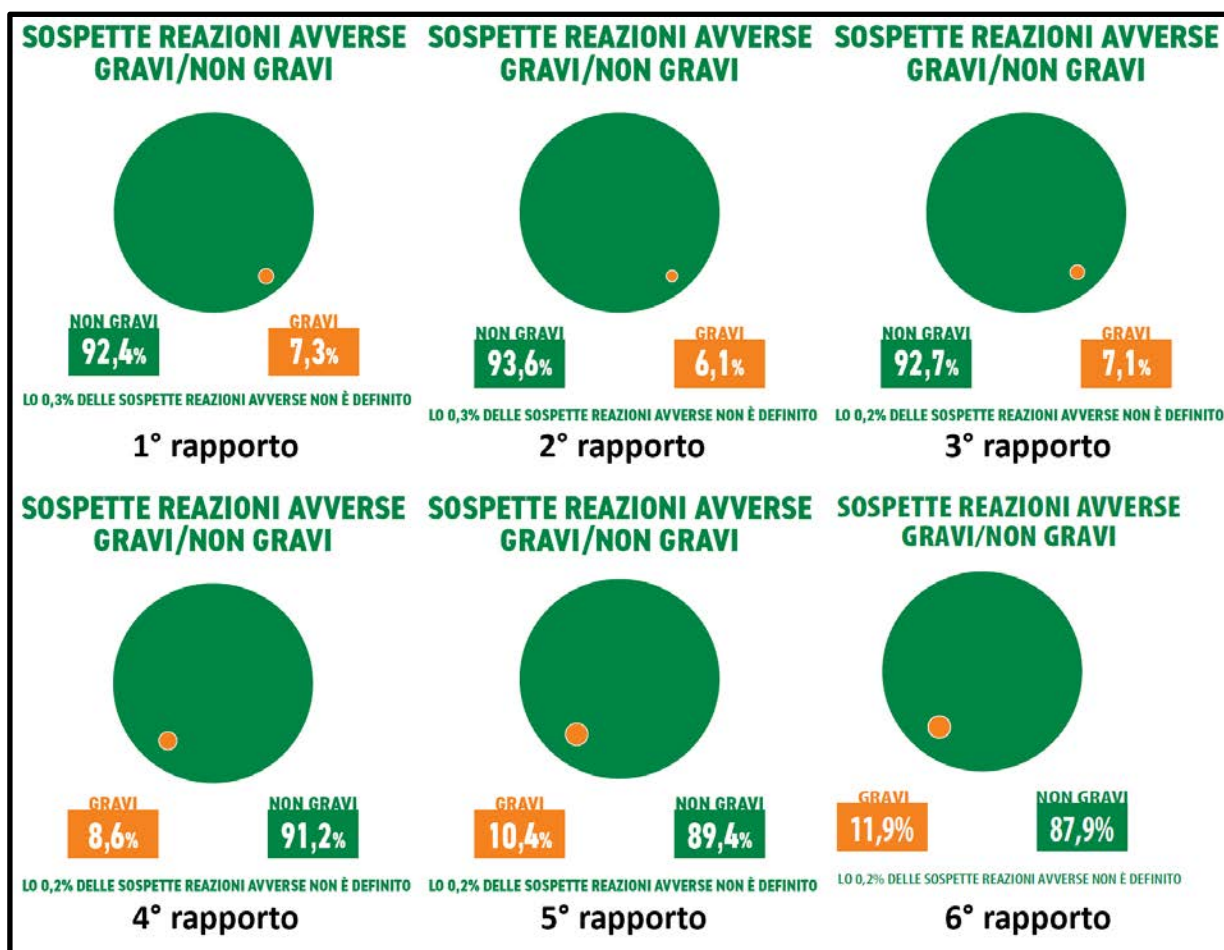 SOSPETTE REAZIONI AVVERSE
GRAVI/NON GRAVI
NON GRAVI
92,4%
GRAVI
7,3%
LO 0,3% DELLE SOSPETTE REAZIONI AVVERSE NON È DEFINITO
1° rapporto
SOSPETTE REAZIONI AVVERSE
GRAVI/NON GRAVI
NON GRAVI
93,6%
GRAVI
6,1%
LO 0,3% DELLE SOSPETTE REAZIONI AVVERSE NON È DEFINITO
2° rapporto
SOSPETTE REAZIONI AVVERSE
GRAVI/NON GRAVI
NON GRAVI
92,7%
GRAVI
7,1%
LO 0,2% DELLE SOSPETTE REAZIONI AVVERSE NON È DEFINITO
3° rapporto
SOSPETTE REAZIONI AVVERSE
GRAVI/NON GRAVI
GRAVI
8,6%
NON GRAVI
91,2%
LO 0,2% DELLE SOSPETTE REAZIONI AVVERSE NON È DEFINITO
4° rapporto
SOSPETTE REAZIONI AVVERSE
GRAVI/NON GRAVI
GRAVI
10,4%
NON GRAVI
89,4%
LO 0,2% DELLE SOSPETTE REAZIONI AVVERSE NON È DEFINITO
5° rapporto
SOSPETTE REAZIONI AVVERSE
GRAVI/NON GRAVI
GRAVI
11,9%
NON GRAVI
87,9%
LO 0,2% DELLE SOSPETTE REAZIONI AVVERSE NON È DEFINITO
6° rapporto